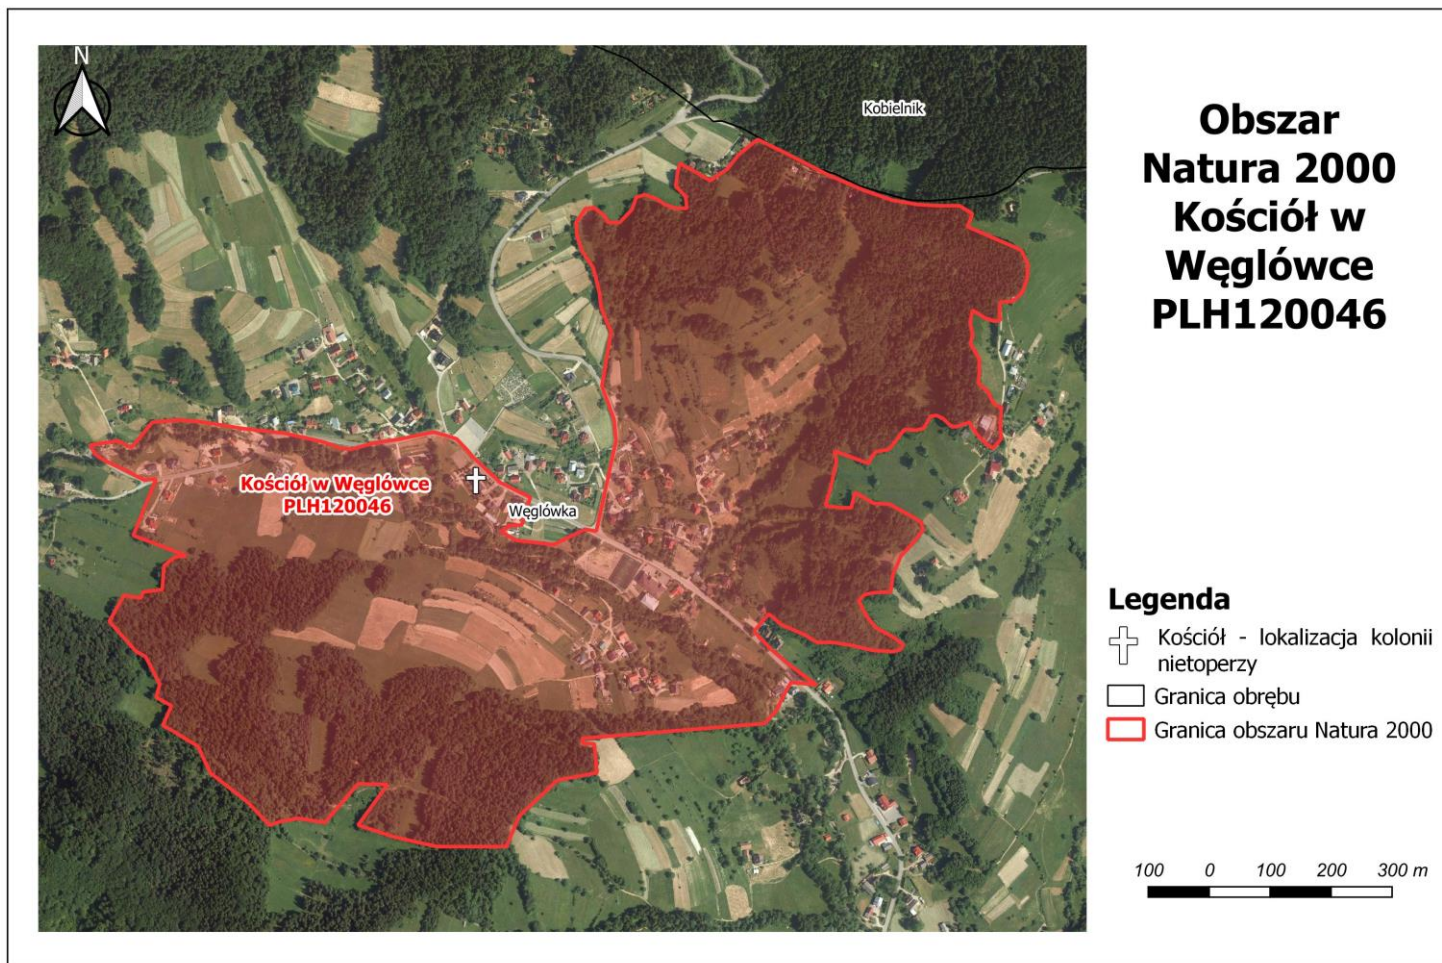 N
Kobielnik
Kościół w Węglówce
PLH120046
Węglówka
Obszar
Natura 2000
Kościół w
Węglówce
PLH120046
Legenda
Kościół - lokalizacja kolonii
nietoperzy
Granica obrębu
Granica obszaru Natura 2000
100 0 100 200 300 m